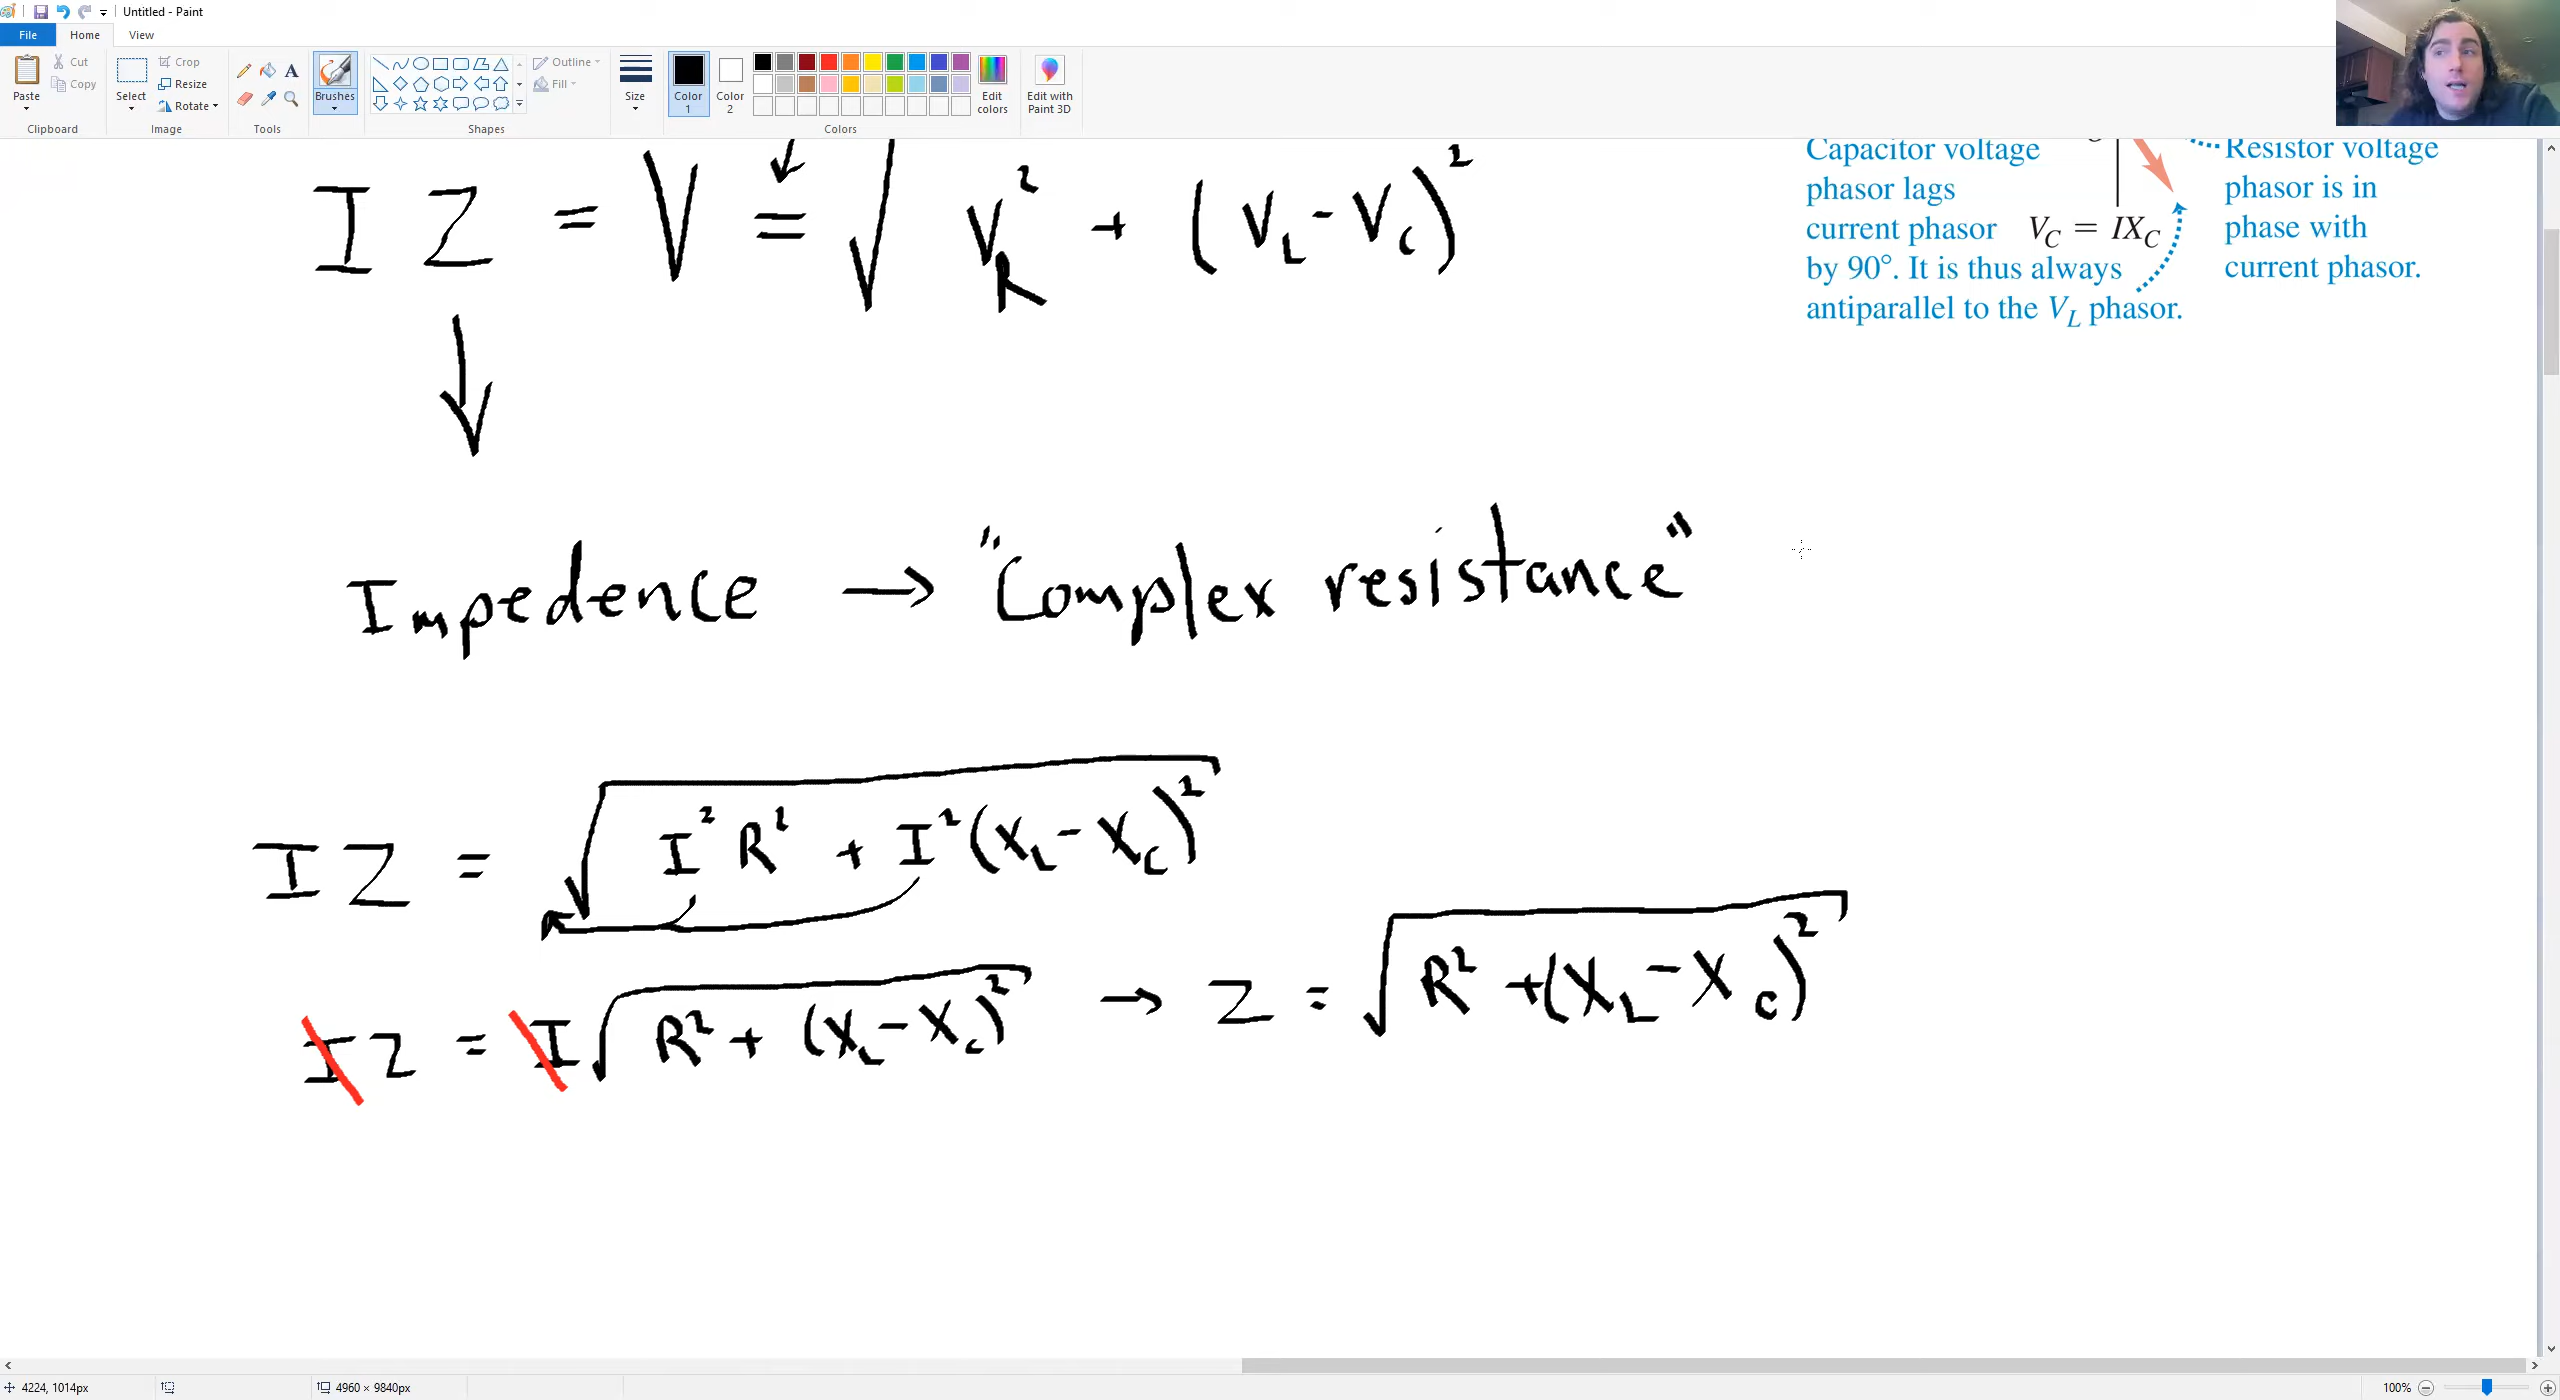 Untitled - Paint
File Home View
Paste Cut Copy Clipboard
Select Crop Resize Rotate Image
Tools
Brushes
Outline Fill Shapes
Size
Color 1 Color 2 Edit colors Colors
Edit with Paint 3D
I Z = V = √ V_R² + (V_L - V_C)²
Capacitor voltage
phasor lags
current phasor
by 90°. It is thus always
antiparallel to the V_L phasor.
V_C = IX_C
Resistor voltage
phasor is in
phase with
current phasor.
Impedence → "Complex resistance"
I Z = √ I² R² + I² (X_L - X_C)²
I Z = I √ R² + (X_L - X_C)² → Z = √ R² + (X_L - X_C)²
4224, 1014px 4960 × 9840px 100%